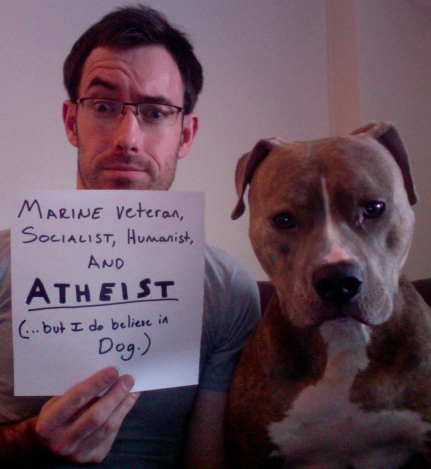 MARINE Veteran,
SOCIALIST, Humanist,
AND
ATHEIST
(...but I do believe in
Dog.)